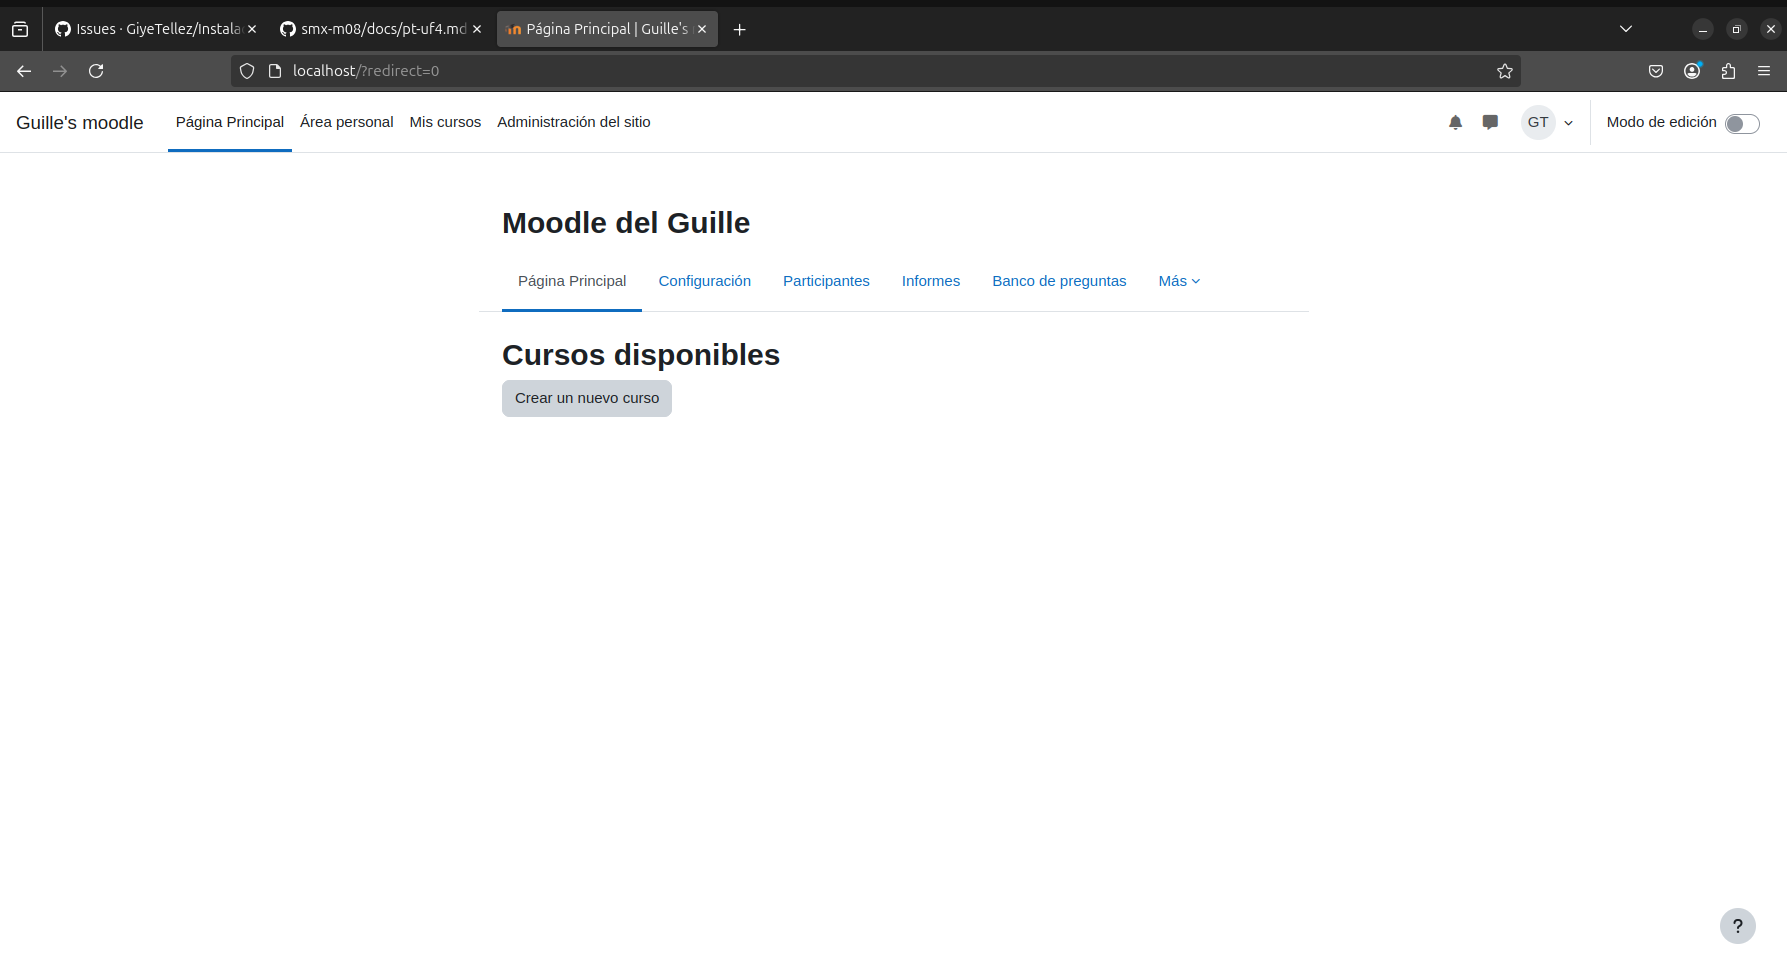 Issues · GiyeTellez/Instala
smx-m08/docs/pt-uf4.md
Página Principal | Guille's
localhost/?redirect=0
Guille's moodle
Página Principal
Área personal
Mis cursos
Administración del sitio
GT
Modo de edición
Moodle del Guille
Página Principal
Configuración
Participantes
Informes
Banco de preguntas
Más
Cursos disponibles
Crear un nuevo curso
?